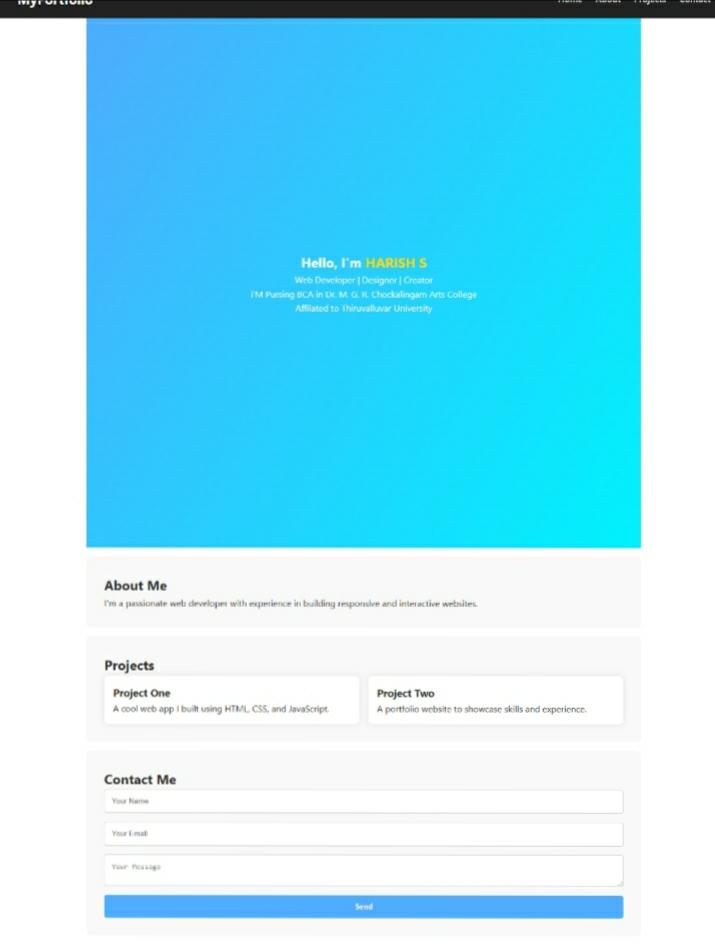 MyPortfolio
Home About Projects Contact
Hello, I'm HARISH S
Web Developer | Designer | Creator
I'M Pursing BCA in Dr. M. G. R. Chockalingam Arts College
Affilated to Thiruvalluvar University
About Me
I'm a passionate web developer with experience in building responsive and interactive websites.
Projects
Project One
A cool web app I built using HTML, CSS, and JavaScript.
Project Two
A portfolio website to showcase skills and experience.
Contact Me
Your Name
Your Email
Your Message
Send